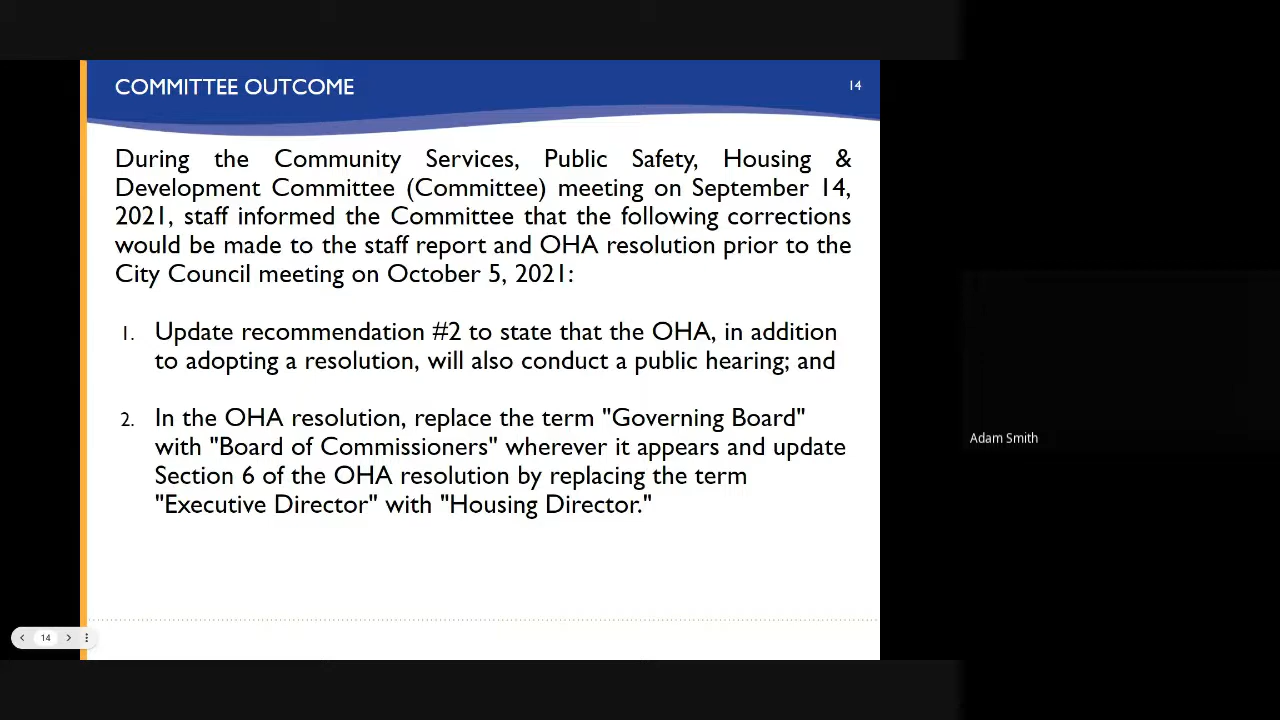 COMMITTEE OUTCOME
14
During the Community Services, Public Safety, Housing &
Development Committee (Committee) meeting on September 14,
2021, staff informed the Committee that the following corrections
would be made to the staff report and OHA resolution prior to the
City Council meeting on October 5, 2021:
1. Update recommendation #2 to state that the OHA, in addition
to adopting a resolution, will also conduct a public hearing; and
2. In the OHA resolution, replace the term "Governing Board"
with "Board of Commissioners" wherever it appears and update
Section 6 of the OHA resolution by replacing the term
"Executive Director" with "Housing Director."
14
Adam Smith